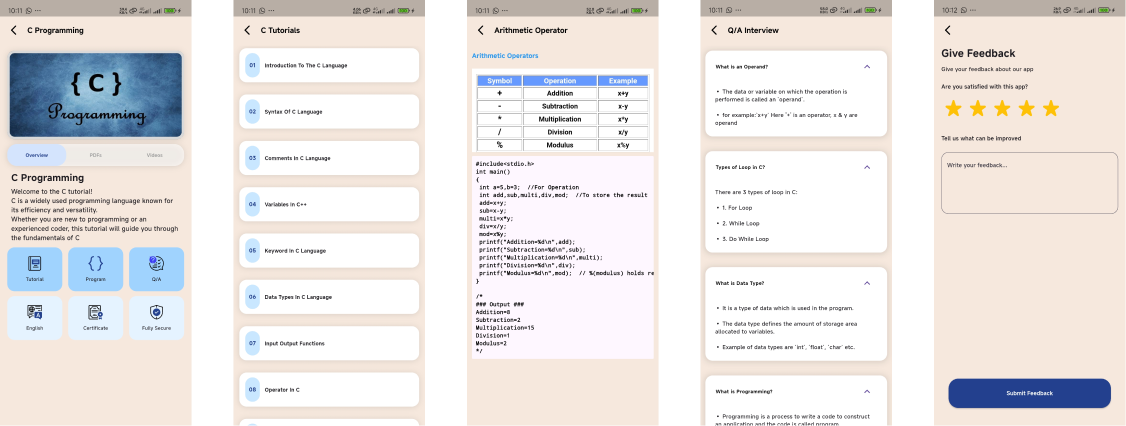 10:11
C Programming
{ C }
Programming
Overview
PDFs
Videos
C Programming
Welcome to the C tutorial!
C is a widely used programming language known for
its efficiency and versatility.
Whether you are new to programming or an
experienced coder, this tutorial will guide you through
the fundamentals of C
Tutorial
Program
Q/A
English
Certificate
Fully Secure
10:11
C Tutorials
01 Introduction To The C Language
02 Syntax Of C Language
03 Comments In C Language
04 Variables In C++
05 Keyword In C Language
06 Data Types In C Language
07 Input Output Functions
08 Operator In C
10:11
Arithmetic Operator
Arithmetic Operators
Symbol Operation Example
+ Addition x+y
- Subtraction x-y
* Multiplication x*y
/ Division x/y
% Modulus x%y
#include<stdio.h>
int main()
{
int a=5,b=3; //For Operation
int add,sub,multi,div,mod; //To store the result
add=x+y;
sub=x-y;
multi=x*y;
div=x/y;
mod=x%y;
printf("Addition=%d\n",add);
printf("Subtraction=%d\n",sub);
printf("Multiplication=%d\n",multi);
printf("Division=%d\n",div);
printf("Modulus=%d\n",mod); // %(modulus) holds re
}
/*
### Output ###
Addition=8
Subtraction=2
Multiplication=15
Division=1
Modulus=2
*/
10:11
Q/A Interview
What is an Operand?
• The data or variable on which the operation is
performed is called an 'operand'.
• for example:'x+y' Here '+' is an operator, x & y are
operand
Types of Loop in C?
There are 3 types of loop in C:
• 1. For Loop
• 2. While Loop
• 3. Do While Loop
What is Data Type?
• It is a type of data which is used in the program.
• The data type defines the amount of storage area
allocated to variables.
• Example of data types are 'int', 'float', 'char' etc.
What is Programming?
• Programming is a process to write a code to construct
an application and the code is called program.
10:12
Give Feedback
Give your feedback about our app
Are you satisfied with this app?
Tell us what can be improved
Write your feedback...
Submit Feedback